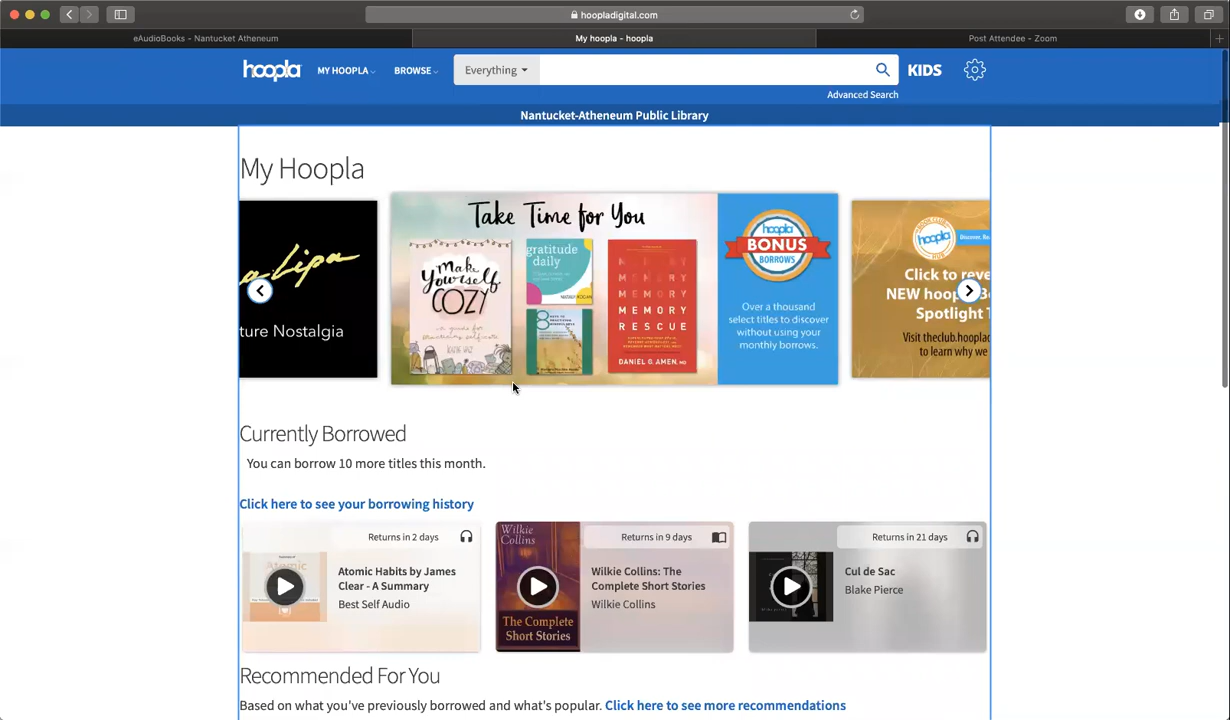 hoopladigital.com
eAudioBooks - Nantucket Atheneum
My hoopla - hoopla
Post Attendee - Zoom
hoopla
MY HOOPLA
BROWSE
Everything
KIDS
Advanced Search
Nantucket-Atheneum Public Library
My Hoopla
a Lipa
ture Nostalgia
Take Time for You
Make Yourself COZY
gratitude daily
MEMORY
MEMORY
MEMORY
RESCUE
DANIEL G. AMEN, MD
hoopla
BONUS
BORROWS
Over a thousand
select titles to discover
without using your
monthly borrows.
hoopla
Click to reve
NEW hoop
Spotlight T
Visit theclub.hooplad
to learn why we
Currently Borrowed
You can borrow 10 more titles this month.
Click here to see your borrowing history
Returns in 2 days
Atomic Habits by James
Clear - A Summary
Best Self Audio
Wilkie
Collins
The Complete
Short Stories
Returns in 9 days
Wilkie Collins: The
Complete Short Stories
Wilkie Collins
Returns in 21 days
Cul de Sac
Blake Pierce
Recommended For You
Based on what you've previously borrowed and what's popular. Click here to see more recommendations